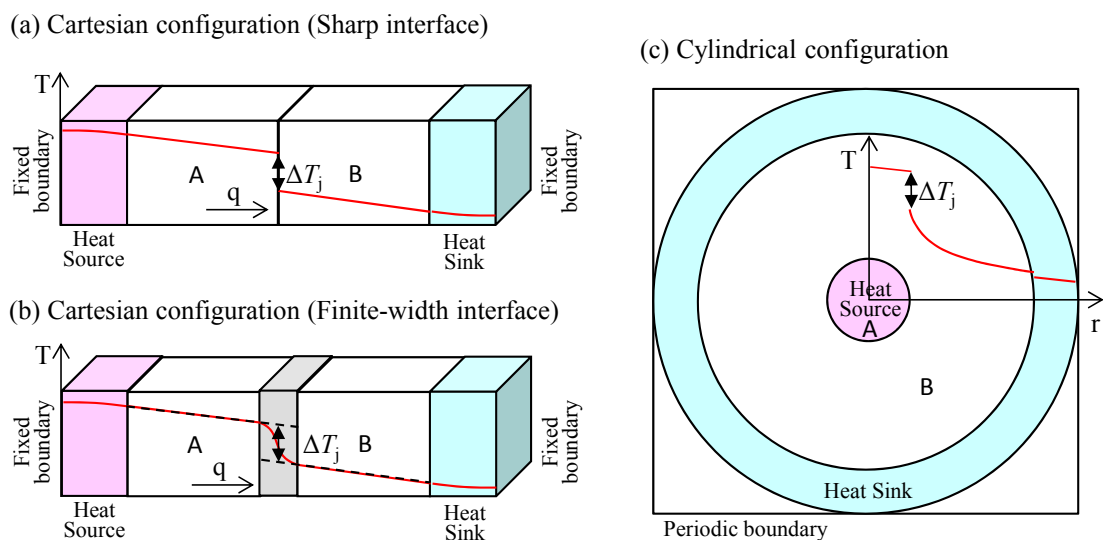 (a) Cartesian configuration (Sharp interface)
T
Fixed
boundary
A
B
ΔTj
q
Heat
Source
Heat
Sink
Fixed
boundary
(b) Cartesian configuration (Finite-width interface)
T
Fixed
boundary
A
B
ΔTj
q
Heat
Source
Heat
Sink
Fixed
boundary
(c) Cylindrical configuration
T
ΔTj
Heat
Source
A
r
B
Heat Sink
Periodic boundary